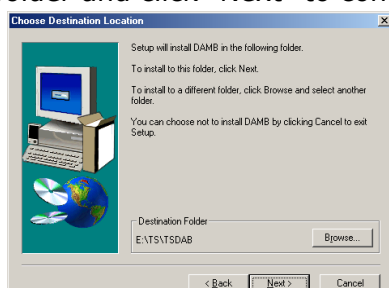 older and click "Next" to con
Choose Destination Location
Setup will install DAMB in the following folder.
To install to this folder, click Next.
To install to a different folder, click Browse and select another
folder.
You can choose not to install DAMB by clicking Cancel to exit
Setup.
Destination Folder
E:\TS\TSDAB
Browse...
< Back
Next >
Cancel